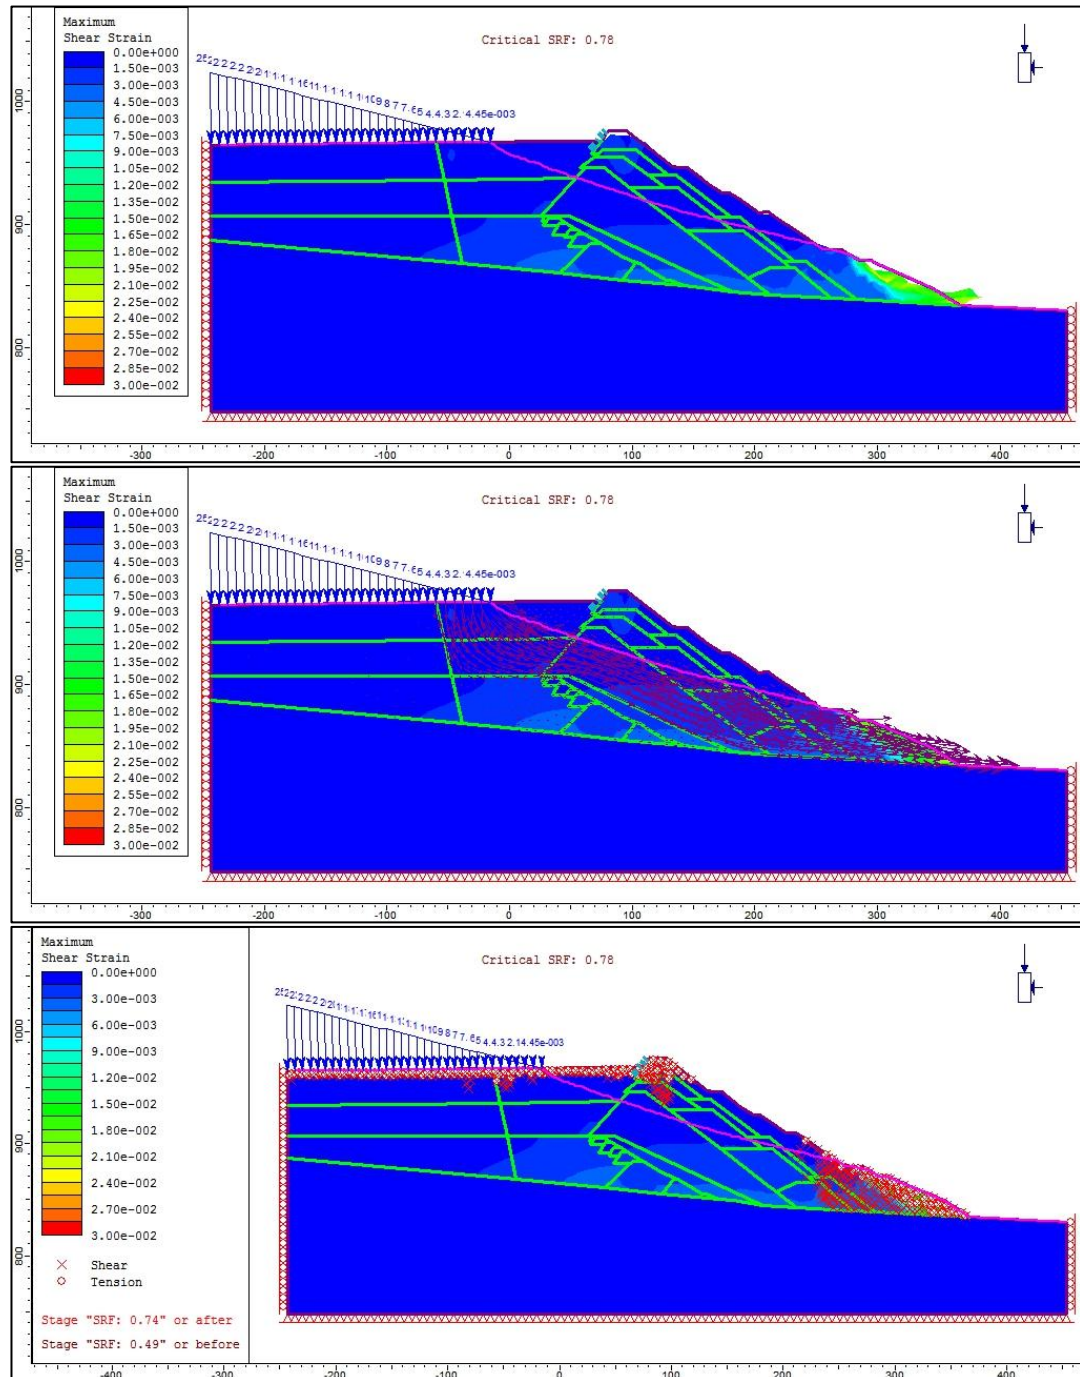 Maximum
Shear Strain
0.00e+000
1.50e-003
3.00e-003
4.50e-003
6.00e-003
7.50e-003
9.00e-003
1.05e-002
1.20e-002
1.35e-002
1.50e-002
1.65e-002
1.80e-002
1.95e-002
2.10e-002
2.25e-002
2.40e-002
2.55e-002
2.70e-002
2.85e-002
3.00e-002
Critical SRF: 0.78
4.45e-003
1000
900
800
-300
-200
-100
0
100
200
300
400
Maximum
Shear Strain
0.00e+000
1.50e-003
3.00e-003
4.50e-003
6.00e-003
7.50e-003
9.00e-003
1.05e-002
1.20e-002
1.35e-002
1.50e-002
1.65e-002
1.80e-002
1.95e-002
2.10e-002
2.25e-002
2.40e-002
2.55e-002
2.70e-002
2.85e-002
3.00e-002
Critical SRF: 0.78
4.45e-003
1000
900
800
-300
-200
-100
0
100
200
300
400
Maximum
Shear Strain
0.00e+000
3.00e-003
6.00e-003
9.00e-003
1.20e-002
1.50e-002
1.80e-002
2.10e-002
2.40e-002
2.70e-002
3.00e-002
Shear
Tension
Stage "SRF: 0.74" or after
Stage "SRF: 0.49" or before
Critical SRF: 0.78
4.45e-003
1000
900
800
-400
-300
-200
-100
0
100
200
300
400